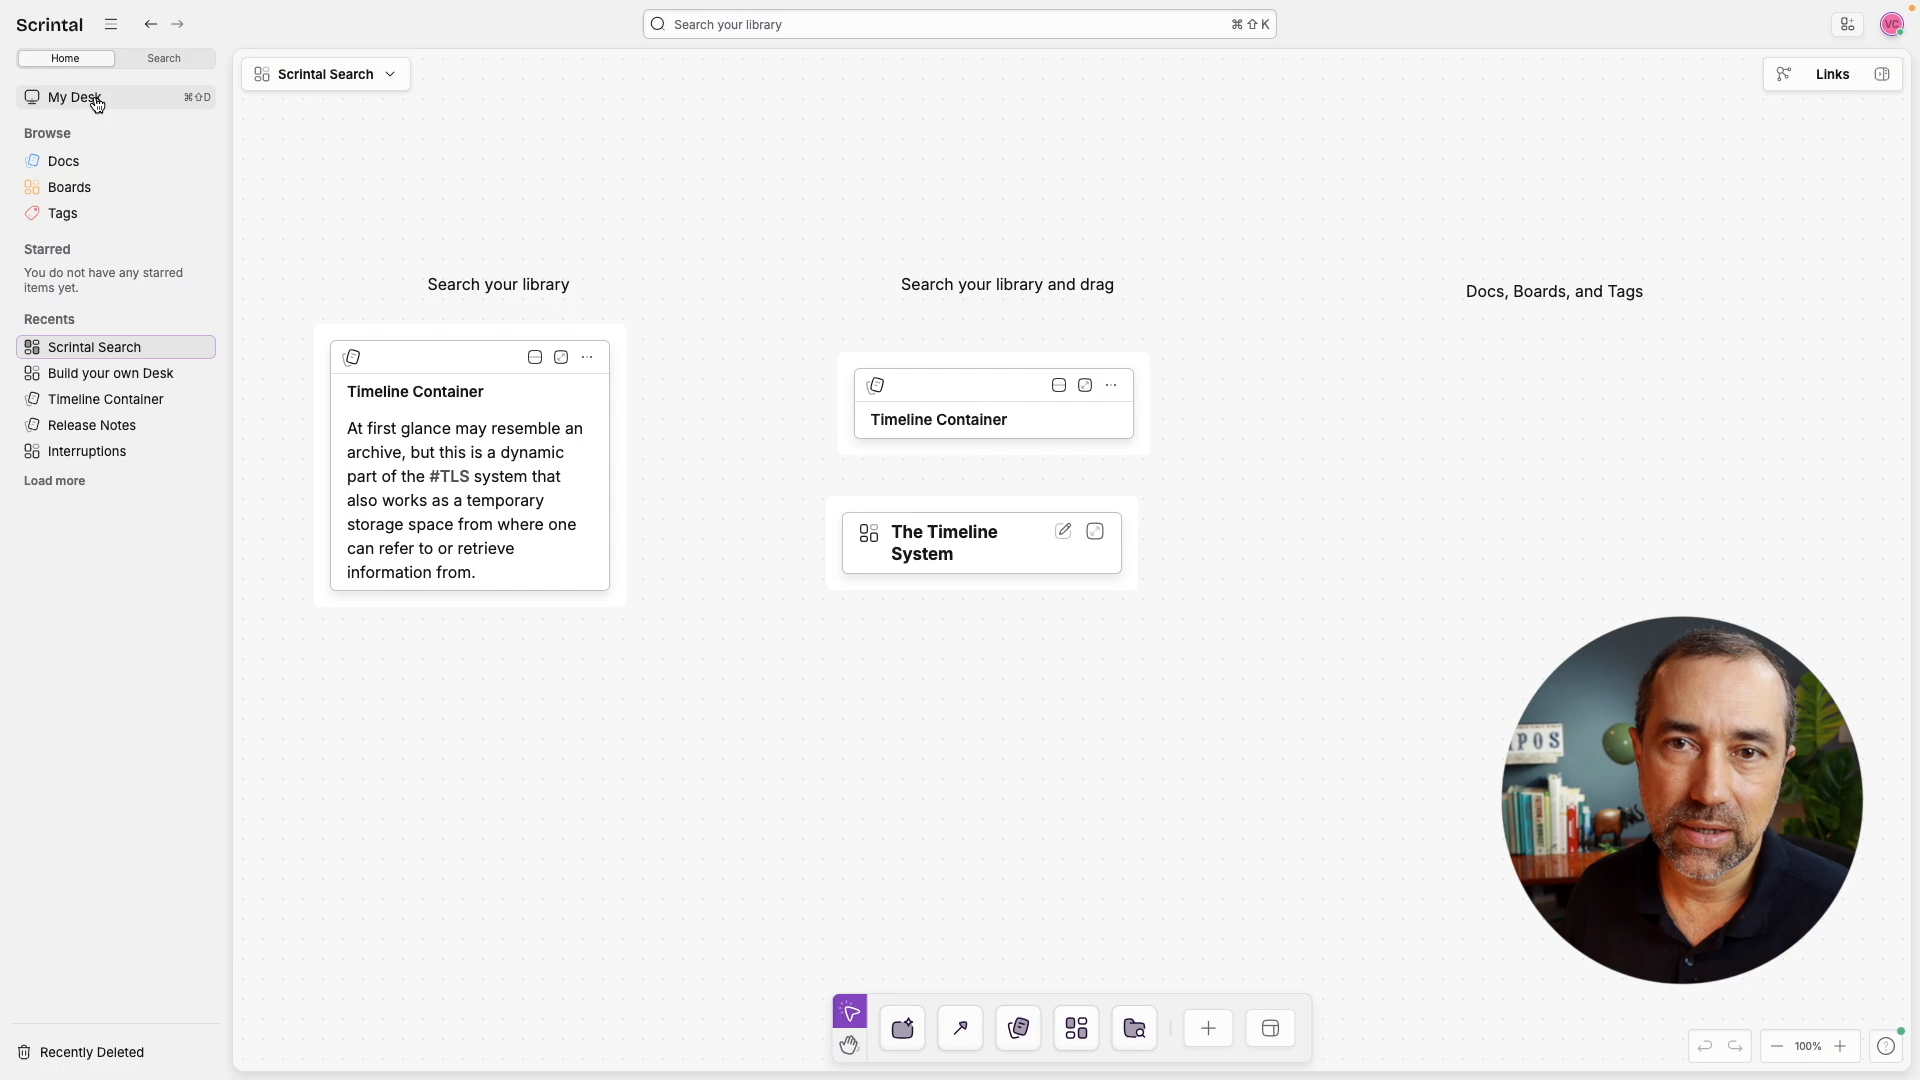 Scrintal
Search your library
⌘ ⇧ K
VC
Home
Search
My Desk
⌘⇧D
Browse
Docs
Boards
Tags
Starred
You do not have any starred
items yet.
Recents
Scrintal Search
Build your own Desk
Timeline Container
Release Notes
Interruptions
Load more
Recently Deleted
Scrintal Search
Links
Search your library
Timeline Container
At first glance may resemble an
archive, but this is a dynamic
part of the #TLS system that
also works as a temporary
storage space from where one
can refer to or retrieve
information from.
Search your library and drag
Timeline Container
The Timeline
System
Docs, Boards, and Tags
POS
100%